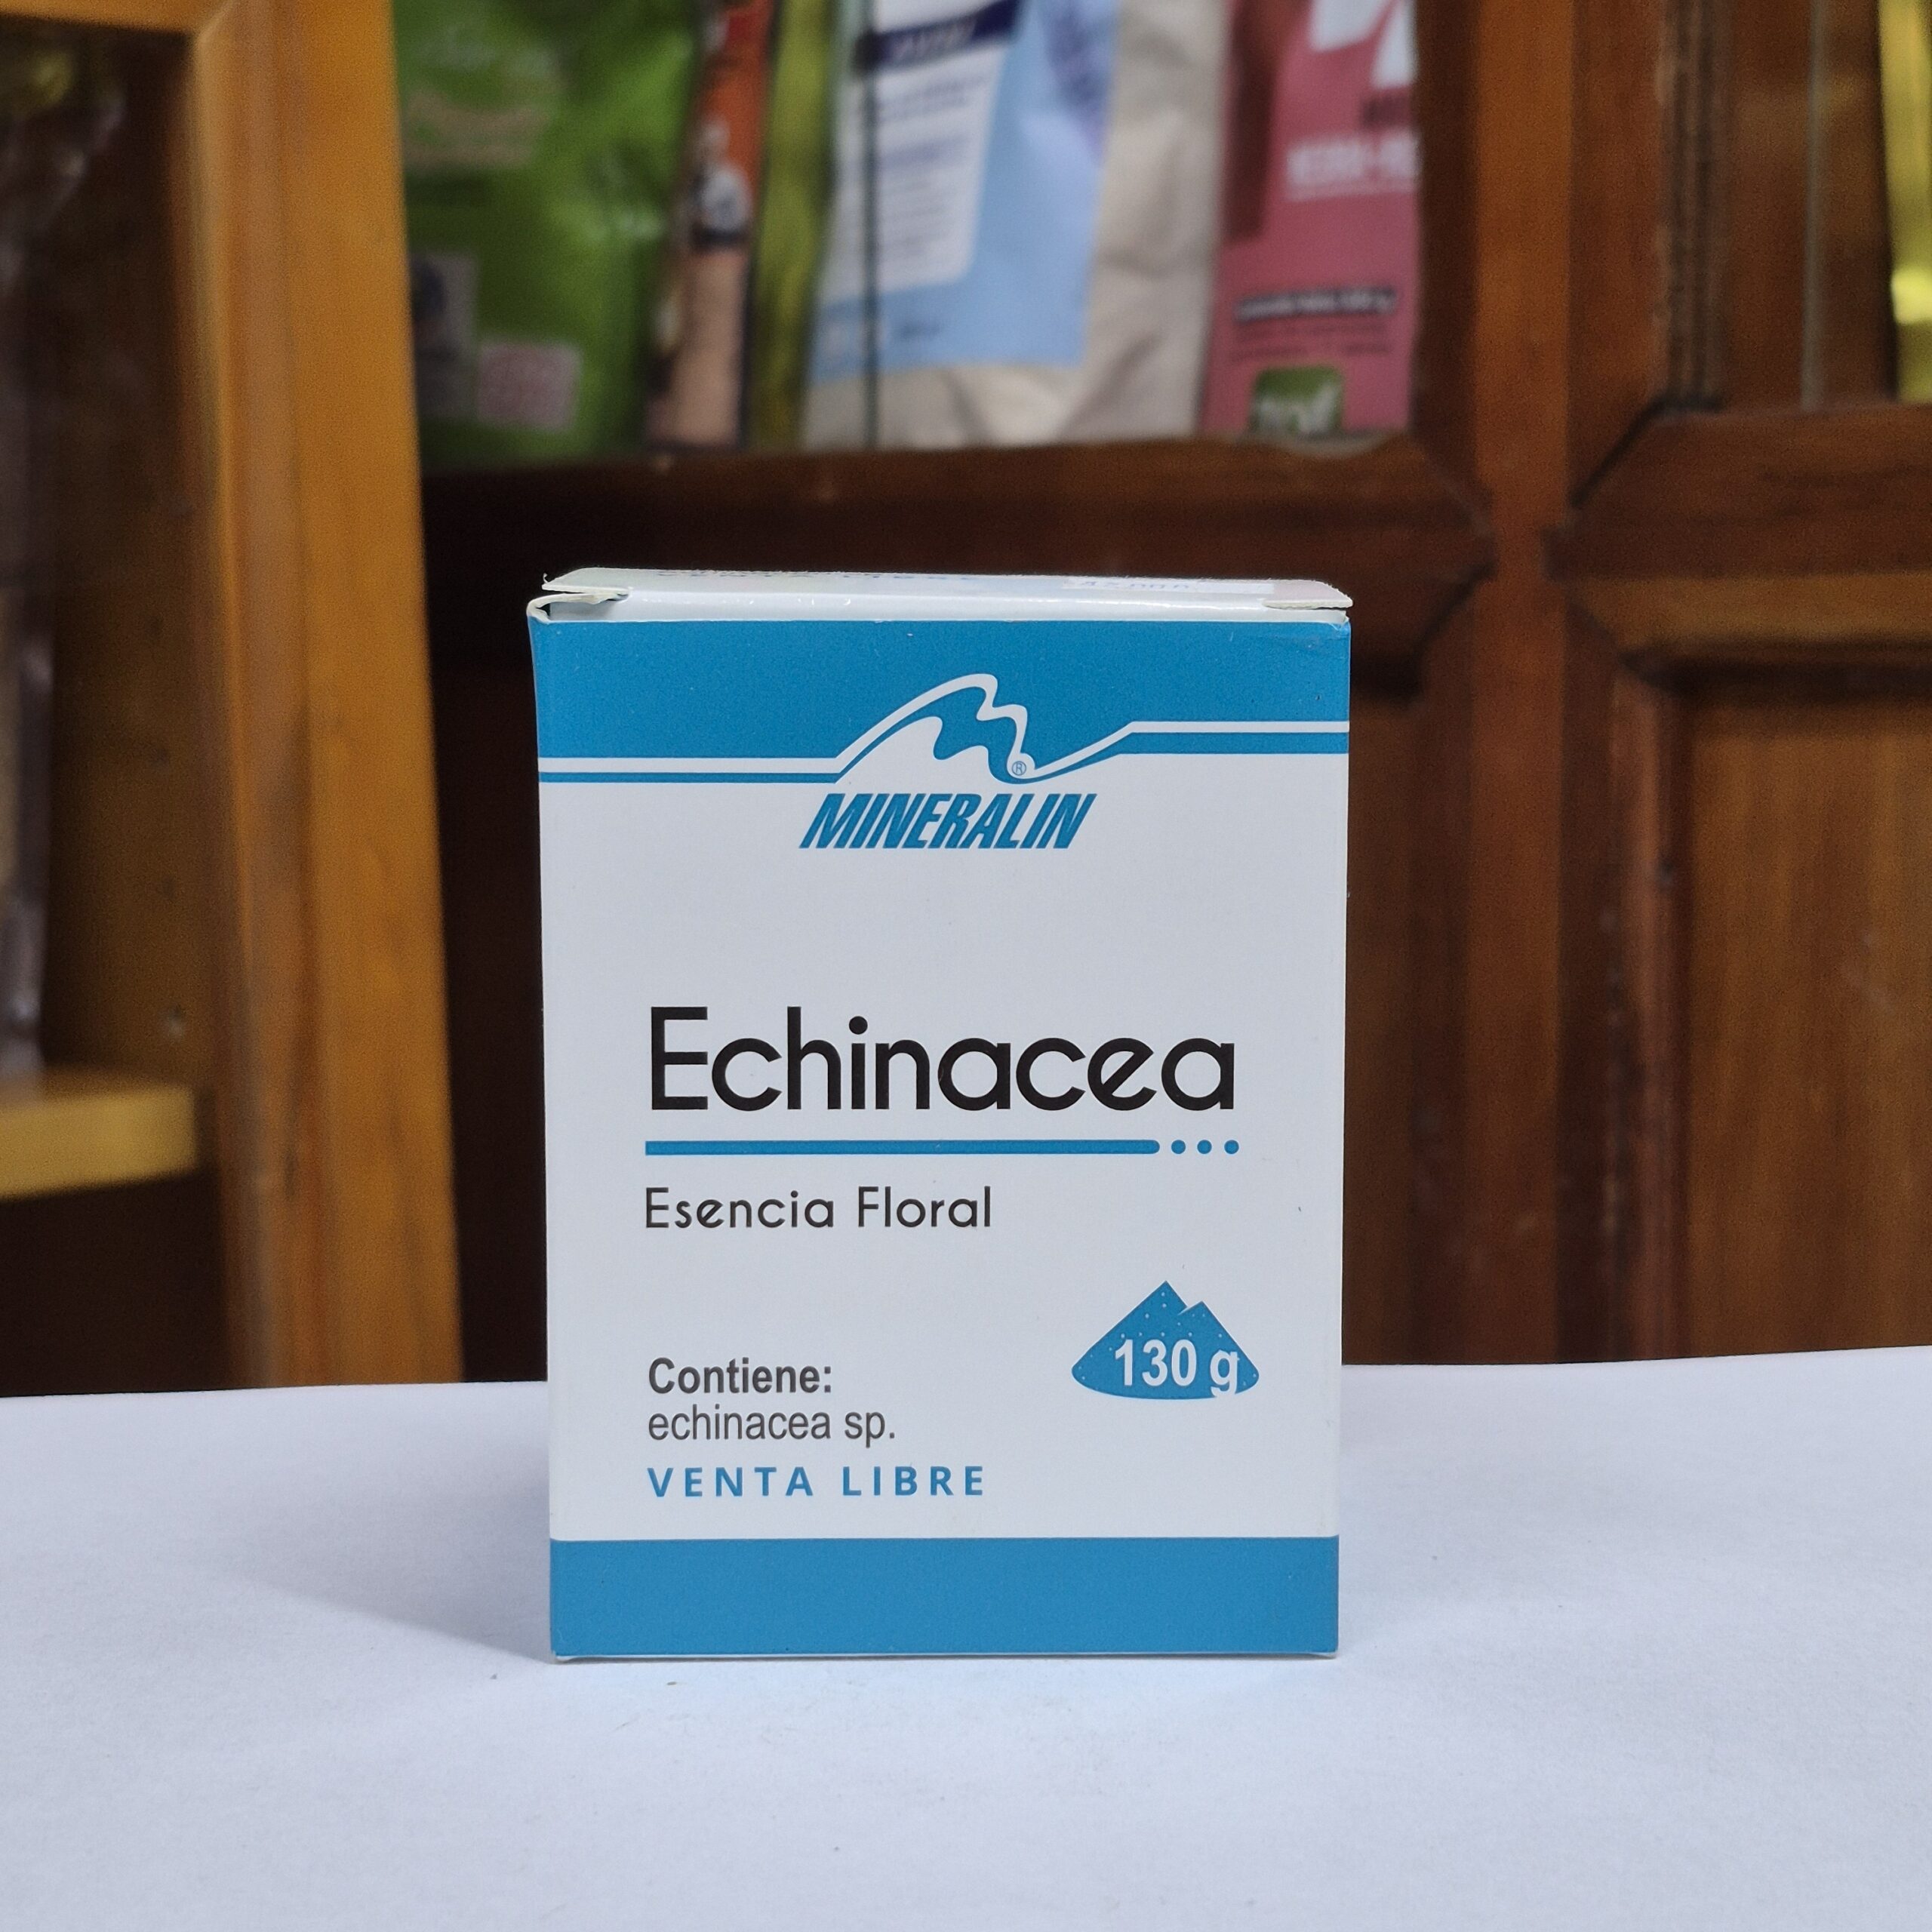 ®
MINERALIN
Echinacea
Esencia Floral
130 g
Contiene:
echinacea sp.
VENTA LIBRE